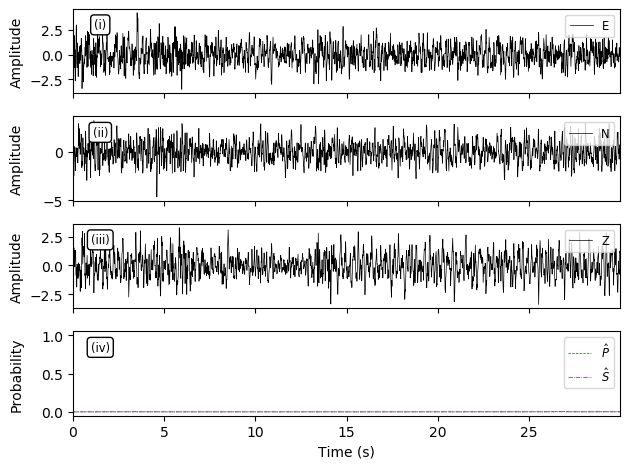 Amplitude
2.5
0.0
−2.5
(i)
E
Amplitude
0
−5
(ii)
N
Amplitude
2.5
0.0
−2.5
(iii)
Z
Probability
1.0
0.5
0.0
(iv)
P̂
Ŝ
0 5 10 15 20 25
Time (s)